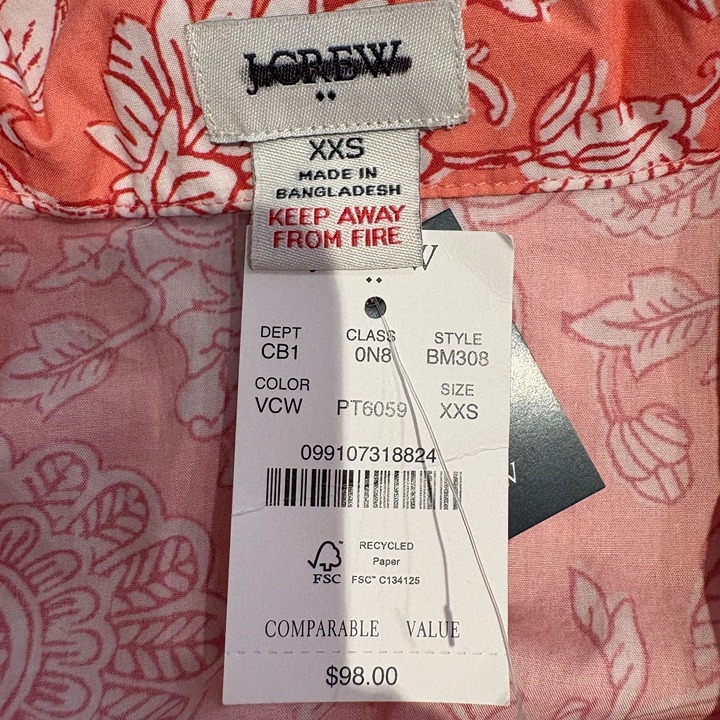 J.CREW
XXS
MADE IN
BANGLADESH
KEEP AWAY
FROM FIRE
W
DEPT CLASS STYLE
CB1 0N8 BM308
COLOR SIZE
VCW PT6059 XXS
099107318824
RECYCLED
Paper
FSC™ C134125
FSC
COMPARABLE VALUE
$98.00
N